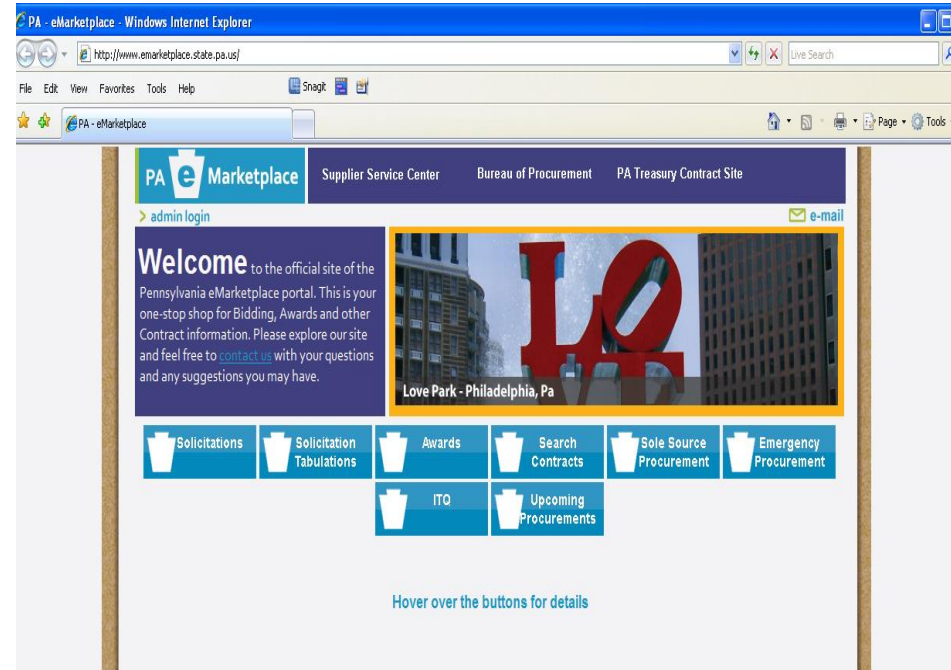 PA - eMarketplace - Windows Internet Explorer
http://www.emarketplace.state.pa.us/
Live Search
File Edit View Favorites Tools Help
Snagit
PA - eMarketplace
Page
Tools
PA e Marketplace
Supplier Service Center
Bureau of Procurement
PA Treasury Contract Site
> admin login
e-mail
Welcome to the official site of the
Pennsylvania eMarketplace portal. This is your
one-stop shop for Bidding, Awards and other
Contract information. Please explore our site
and feel free to contact us with your questions
and any suggestions you may have.
LOVE
Love Park - Philadelphia, Pa
Solicitations
Solicitation
Tabulations
Awards
Search
Contracts
Sole Source
Procurement
Emergency
Procurement
ITQ
Upcoming
Procurements
Hover over the buttons for details